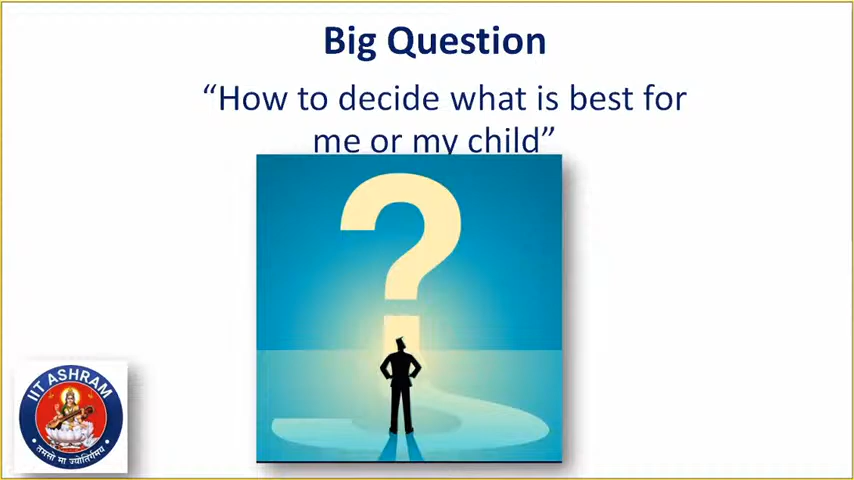 Big Question
“How to decide what is best for
me or my child”
IIT ASHRAM
• तमसो मा ज्योतिर्गमय •